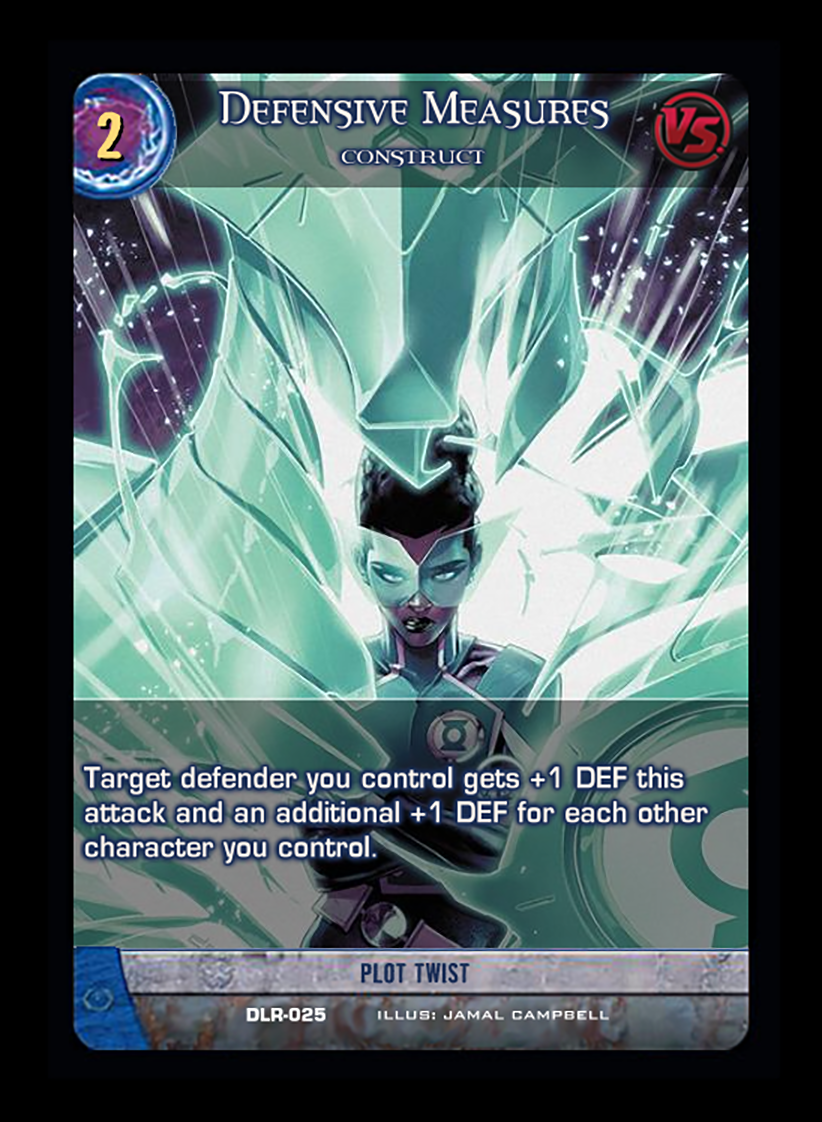 2
Defensive Measures
VS.
CONSTRUCT
Target defender you control gets +1 DEF this
attack and an additional +1 DEF for each other
character you control.
PLOT TWIST
DLR-025 ILLUS: JAMAL CAMPBELL